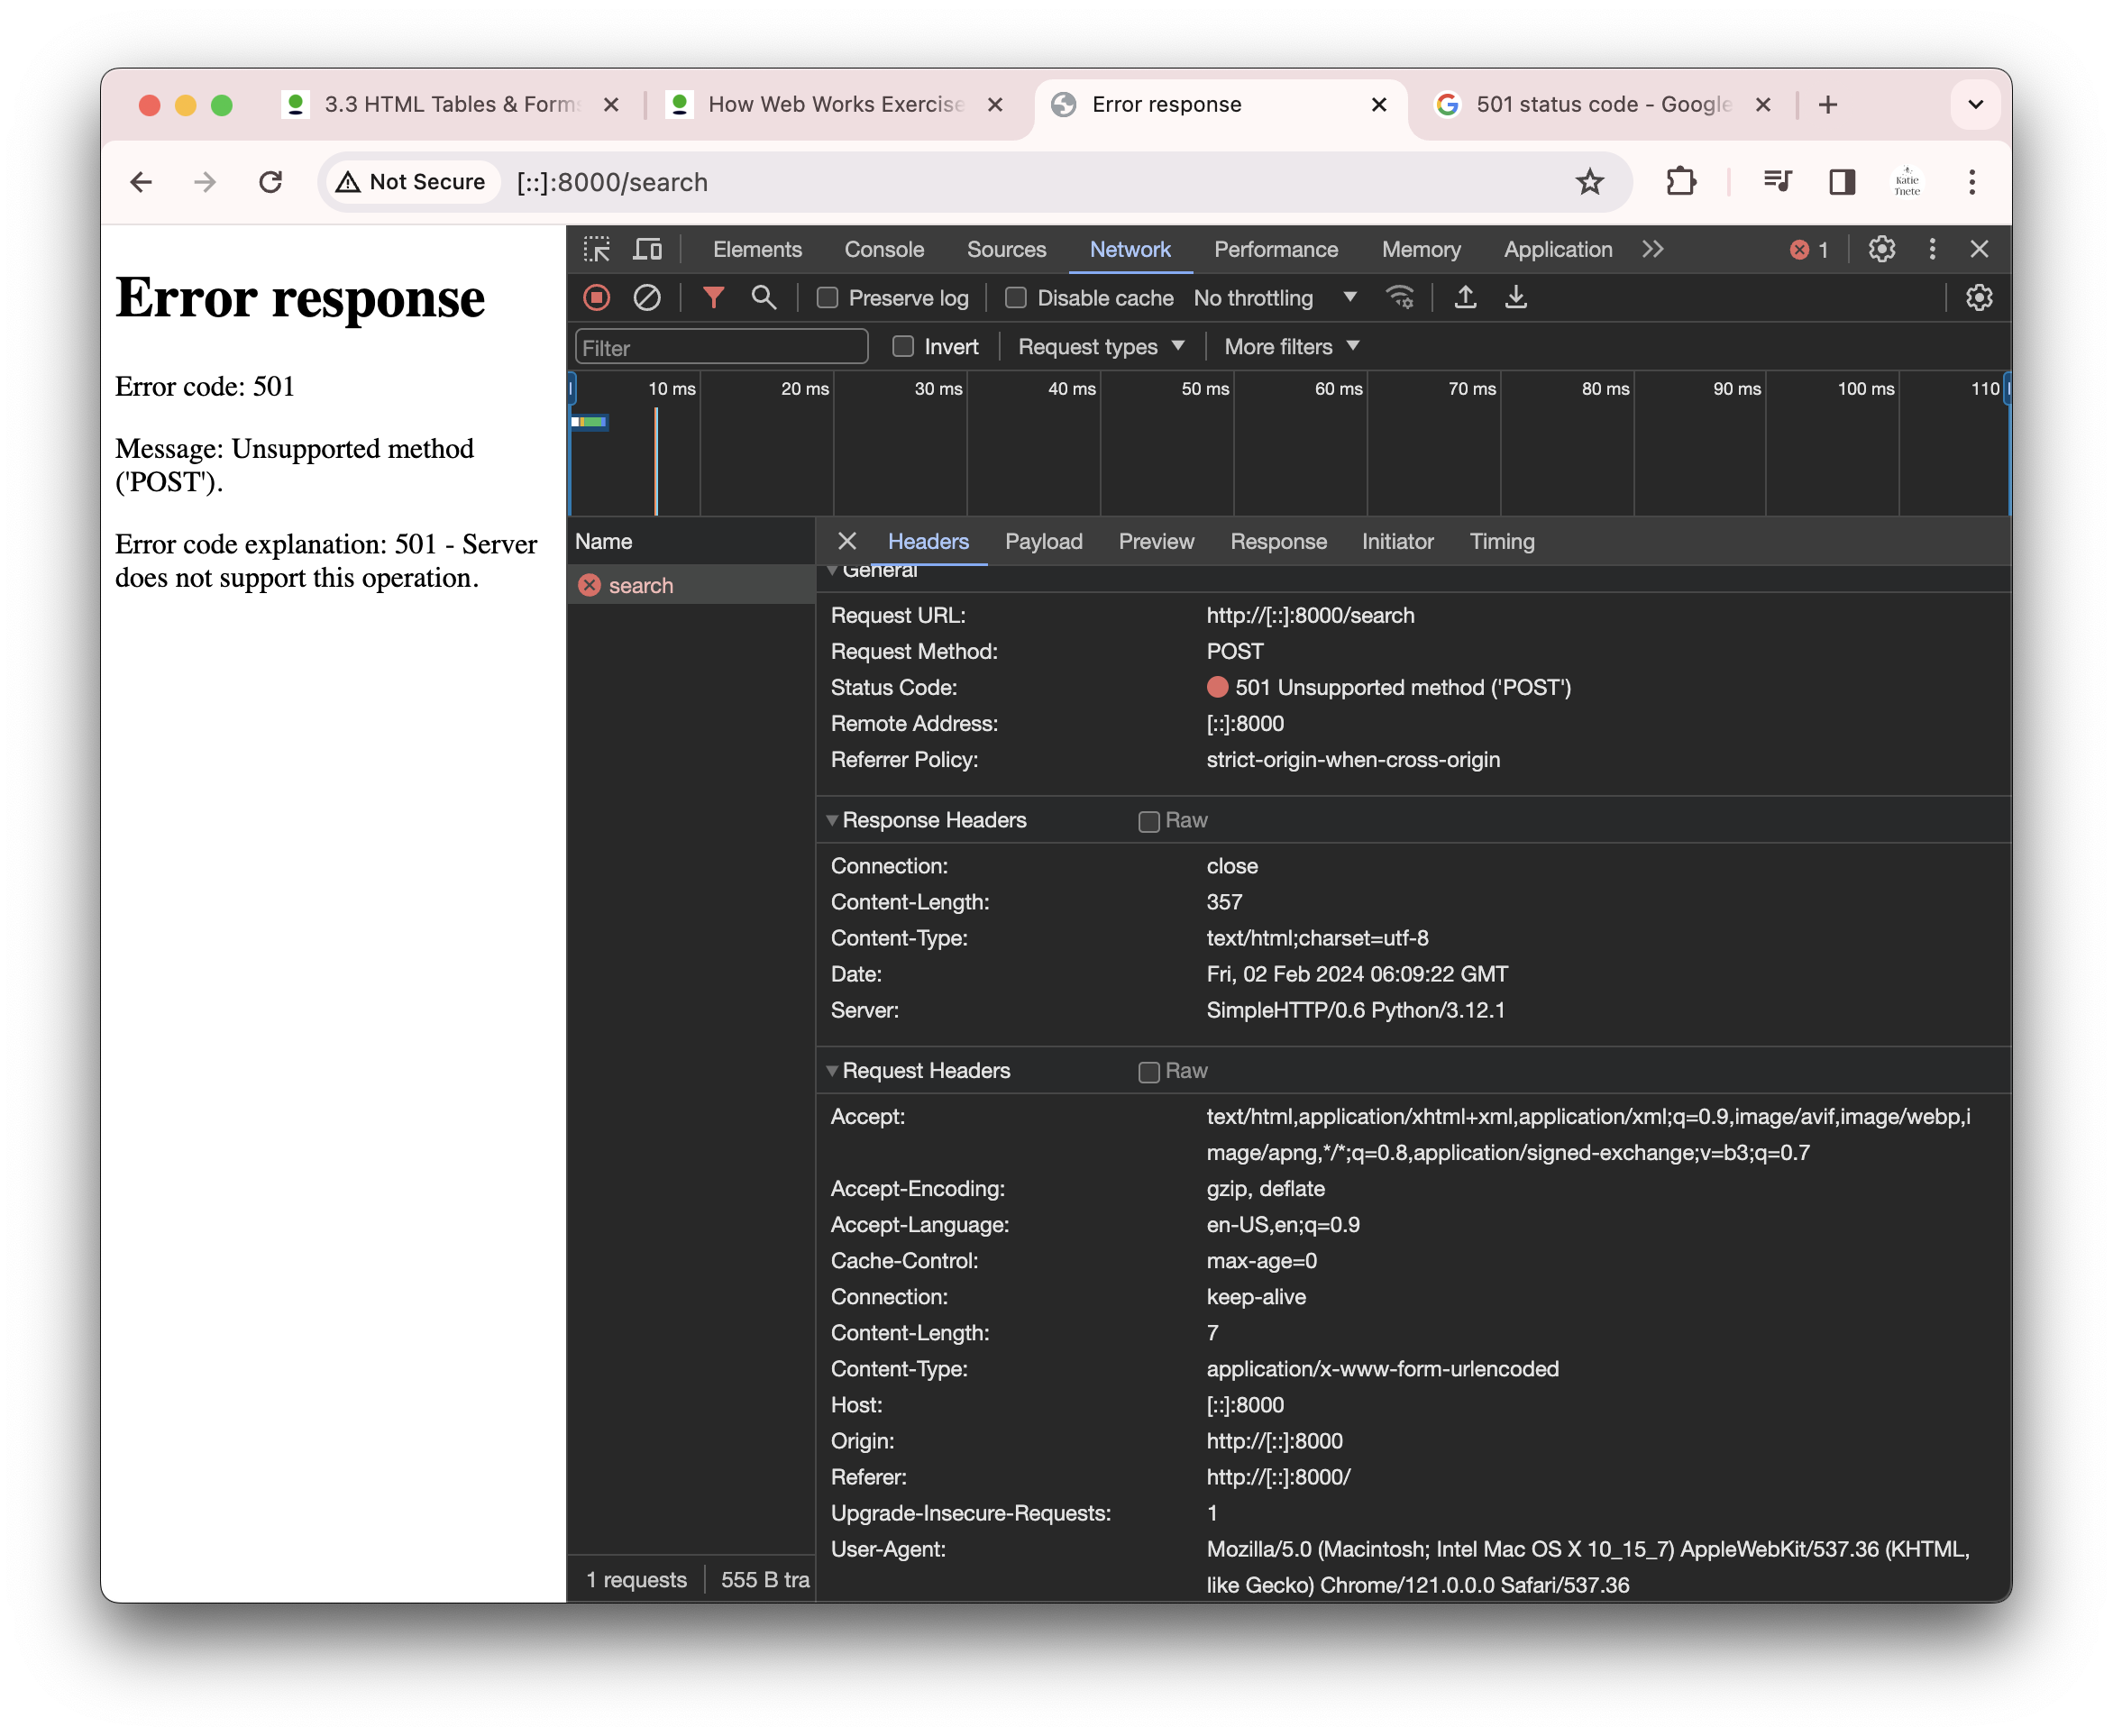 3.3 HTML Tables & Forms
How Web Works Exercise
Error response
501 status code - Google
Not Secure
[::]:8000/search
Katie
Error response
Error code: 501
Message: Unsupported method
('POST').
Error code explanation: 501 - Server
does not support this operation.
Elements
Console
Sources
Network
Performance
Memory
Application
1
Preserve log
Disable cache
No throttling
Filter
Invert
Request types
More filters
10 ms
20 ms
30 ms
40 ms
50 ms
60 ms
70 ms
80 ms
90 ms
100 ms
110
Name
search
Headers
Payload
Preview
Response
Initiator
Timing
General
Request URL: http://[::]:8000/search
Request Method: POST
Status Code: 501 Unsupported method ('POST')
Remote Address: [::]:8000
Referrer Policy: strict-origin-when-cross-origin
Response Headers Raw
Connection: close
Content-Length: 357
Content-Type: text/html;charset=utf-8
Date: Fri, 02 Feb 2024 06:09:22 GMT
Server: SimpleHTTP/0.6 Python/3.12.1
Request Headers Raw
Accept: text/html,application/xhtml+xml,application/xml;q=0.9,image/avif,image/webp,i
mage/apng,*/*;q=0.8,application/signed-exchange;v=b3;q=0.7
Accept-Encoding: gzip, deflate
Accept-Language: en-US,en;q=0.9
Cache-Control: max-age=0
Connection: keep-alive
Content-Length: 7
Content-Type: application/x-www-form-urlencoded
Host: [::]:8000
Origin: http://[::]:8000
Referer: http://[::]:8000/
Upgrade-Insecure-Requests: 1
User-Agent: Mozilla/5.0 (Macintosh; Intel Mac OS X 10_15_7) AppleWebKit/537.36 (KHTML,
like Gecko) Chrome/121.0.0.0 Safari/537.36
1 requests
555 B tra